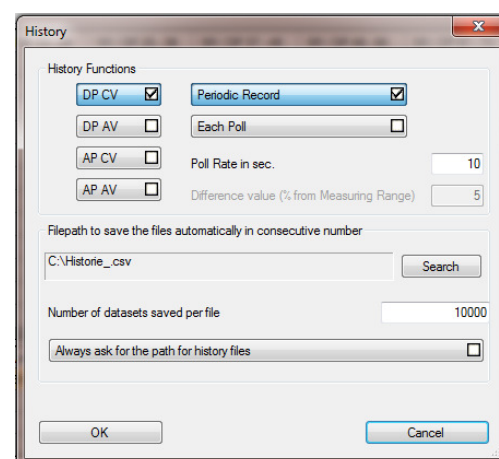 History
History Functions
DP CV
Periodic Record
DP AV
Each Poll
AP CV
Poll Rate in sec.
10
AP AV
Difference value (% from Measuring Range)
5
Filepath to save the files automatically in consecutive number
C:\Historie_.csv
Search
Number of datasets saved per file
10000
Always ask for the path for history files
OK
Cancel